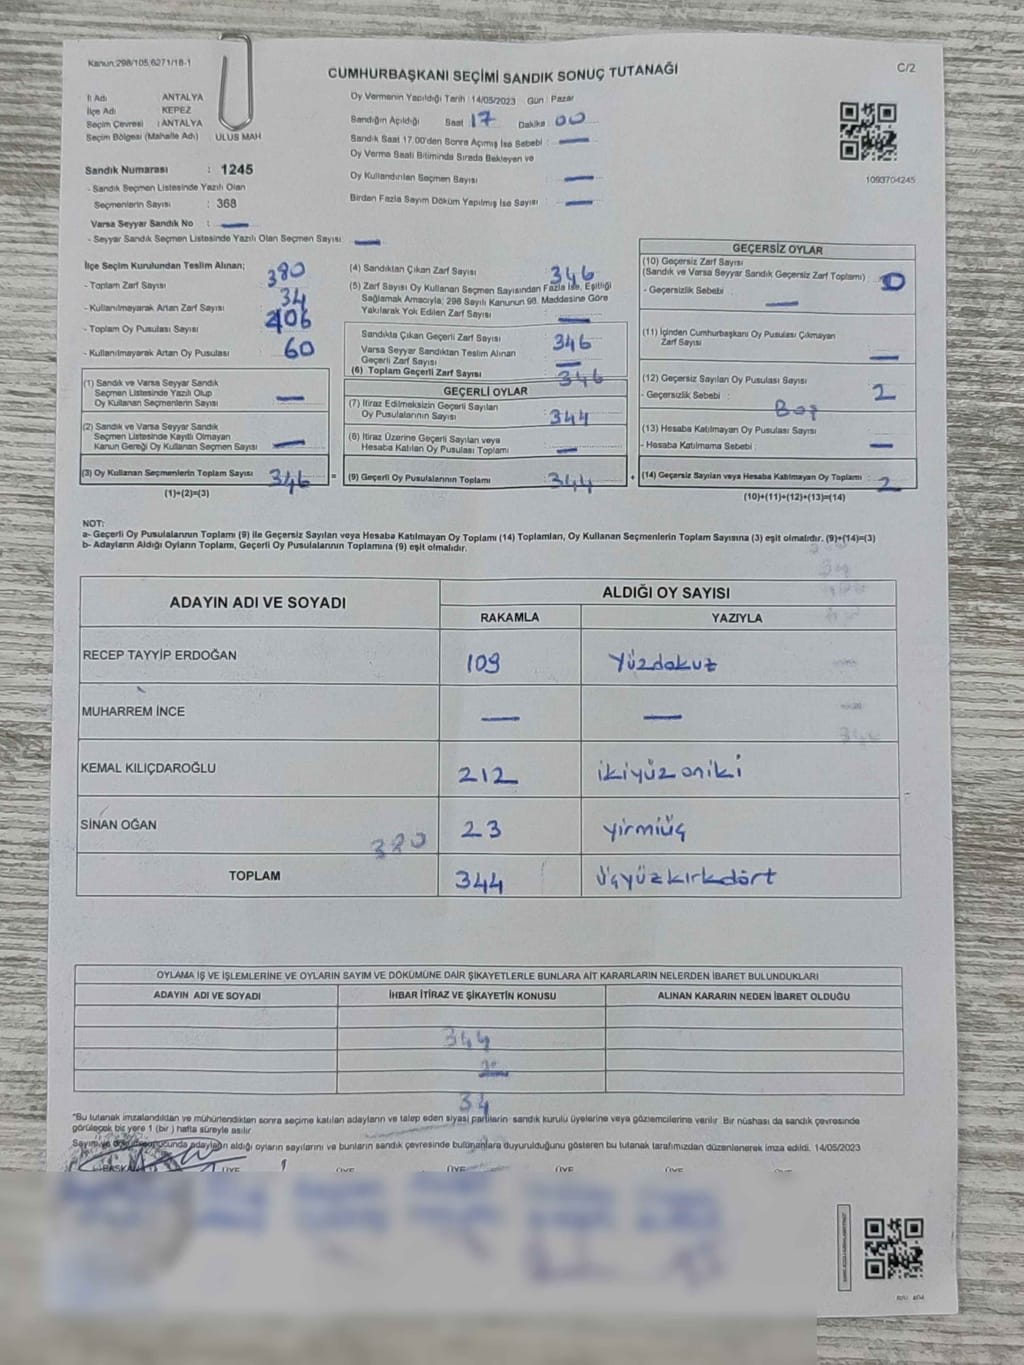 Kanun:298/105,6271/18-1
CUMHURBAŞKANI SEÇİMİ SANDIK SONUÇ TUTANAĞI
C/2
İl Adı ANTALYA
İlçe Adı KEPEZ
Seçim Çevresi : ANTALYA
Seçim Bölgesi (Mahalle Adı) ULUS MAH
Oy Vermenin Yapıldığı Tarih : 14/05/2023 Gün : Pazar
Sandığın Açıldığı Saat 17 Dakika 00
Sandık Saat 17.00'den Sonra Açımış İse Sebebi : —
Oy Verme Saati Bitiminda Sırada Bekleyen ve
Oy Kullandırılan Seçmen Sayısı —
Birden Fazla Sayım Döküm Yapılmış İse Sayısı : —
1093704245
Sandık Numarası : 1245
- Sandık Seçmen Listesinde Yazılı Olan
Seçmenlerin Sayısı : 368
Varsa Seyyar Sandık No : —
- Seyyar Sandık Seçmen Listesinde Yazılı Olan Seçmen Sayısı : —
İlçe Seçim Kurulundan Teslim Alınan;
- Toplam Zarf Sayısı 380
- Kullanılmayarak Artan Zarf Sayısı 34
- Toplam Oy Pusulası Sayısı 406
- Kullanılmayarak Artan Oy Pusulası 60
(1) Sandık ve Varsa Seyyar Sandık
Seçmen Listesinde Yazılı Olup
Oy Kullanan Seçmenlerin Sayısı —
(2) Sandık ve Varsa Seyyar Sandık
Seçmen Listesinde Kayıtlı Olmayan
Kanun Gereği Oy Kullanan Seçmen Sayısı —
(3) Oy Kullanan Seçmenlerin Toplam Sayısı 346 =
(1)+(2)=(3)
(4) Sandıktan Çıkan Zarf Sayısı 346
(5) Zarf Sayısı Oy Kullanan Seçmen Sayısından Fazla İse, Eşitliği
Sağlamak Amacıyla; 298 Sayılı Kanunun 98. Maddesine Göre
Yakılarak Yok Edilen Zarf Sayısı —
Sandıkta Çıkan Geçerli Zarf Sayısı 346
Varsa Seyyar Sandıktan Teslim Alınan
Geçerli Zarf Sayısı —
(6) Toplam Geçerli Zarf Sayısı 346
GEÇERLİ OYLAR
(7) İtiraz Edilmeksizin Geçerli Sayılan
Oy Pusulalarının Sayısı 344
(8) İtiraz Üzerine Geçerli Sayılan veya
Hesaba Katılan Oy Pusulası Toplamı —
(9) Geçerli Oy Pusulalarının Toplamı 344 +
GEÇERSİZ OYLAR
(10) Geçersiz Zarf Sayısı
(Sandık ve Varsa Seyyar Sandık Geçersiz Zarf Toplamı) 0
- Geçersizlik Sebebi : —
(11) İçinden Cumhurbaşkanı Oy Pusulası Çıkmayan
Zarf Sayısı —
(12) Geçersiz Sayılan Oy Pusulası Sayısı 2
- Geçersizlik Sebebi : Boş
(13) Hesaba Katılmayan Oy Pusulası Sayısı
- Hesaba Katılmama Sebebi : —
(14) Geçersiz Sayılan veya Hesaba Katılmayan Oy Toplamı : 2
(10)+(11)+(12)+(13)=(14)
NOT:
a- Geçerli Oy Pusulalarının Toplamı (9) ile Geçersiz Sayılan veya Hesaba Katılmayan Oy Toplamı (14) Toplamları, Oy Kullanan Seçmenlerin Toplam Sayısına (3) eşit olmalıdır. (9)+(14)=(3)
b- Adayların Aldığı Oyların Toplamı, Geçerli Oy Pusulalarının Toplamına (9) eşit olmalıdır.
ADAYIN ADI VE SOYADI
ALDIĞI OY SAYISI
RAKAMLA YAZIYLA
RECEP TAYYİP ERDOĞAN 109 Yüzdokuz
MUHARREM İNCE — —
KEMAL KILIÇDAROĞLU 212 ikiyüz oniki
SİNAN OĞAN 23 yirmiüç
380
TOPLAM 344 Üçyüzkırkdört
OYLAMA İŞ VE İŞLEMLERİNE VE OYLARIN SAYIM VE DÖKÜMÜNE DAİR ŞİKAYETLERLE BUNLARA AİT KARARLARIN NELERDEN İBARET BULUNDUKLARI
ADAYIN ADI VE SOYADI İHBAR İTİRAZ VE ŞİKAYETİN KONUSU ALINAN KARARIN NEDEN İBARET OLDUĞU
344
34
"Bu tutanak imzalandıktan ve mühürlendikten sonra seçime katılan adayların ve talep eden siyasi partilerin sandık kurulu üyelerine veya gözlemcilerine verilir. Bir nüshası da sandık çevresinde
görülecek bir yere 1 (bir ) hafta süreyle asılır.
adayların aldığı oyların sayılarını ve bunların sandık çevresinde bulunanlara duyurulduğunu gösteren bu tutanak tarafımızdan düzenlenerek imza edildi. 14/05/2023
BAŞKAN ÜYE ÜYE ÜYE ÜYE ÜYE